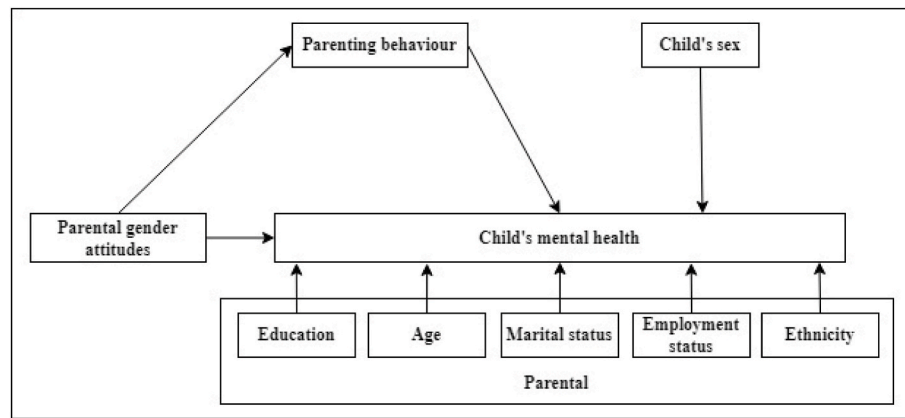 Parenting behaviour
Child's sex
Parental gender
attitudes
Child's mental health
Education
Age
Marital status
Employment
status
Ethnicity
Parental